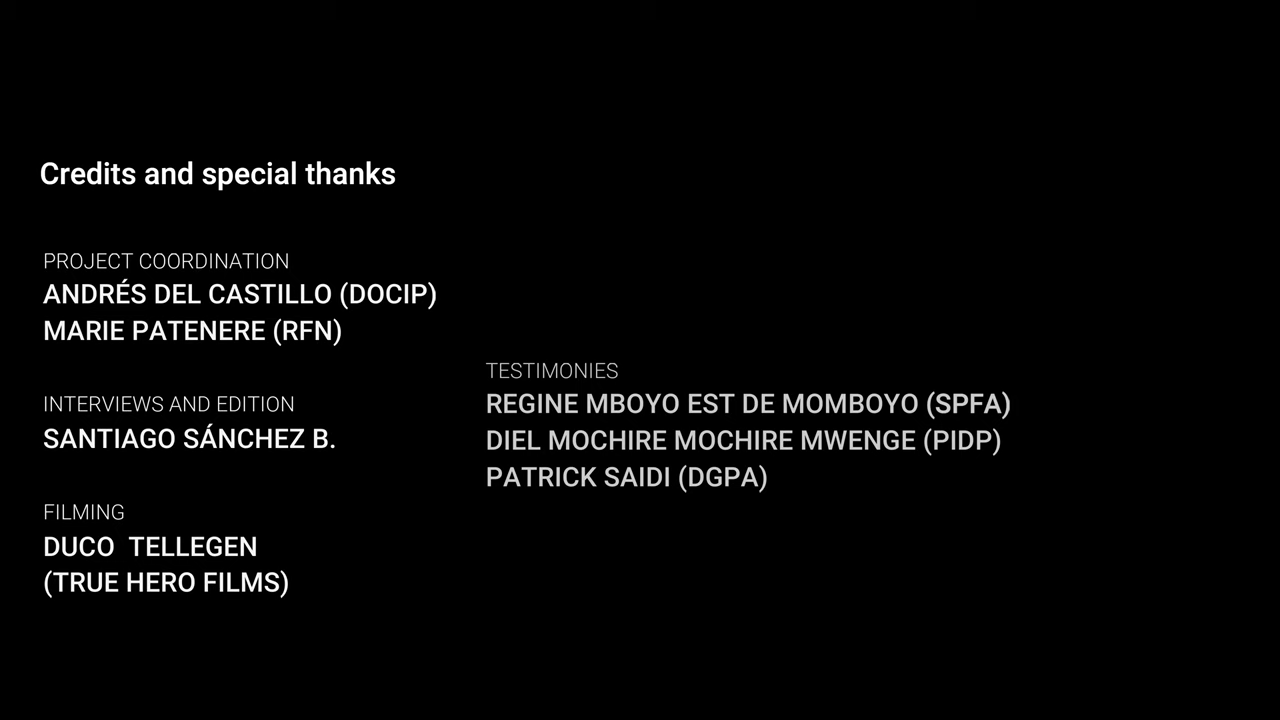 Credits and special thanks
PROJECT COORDINATION
ANDRÉS DEL CASTILLO (DOCIP)
MARIE PATENERE (RFN)
INTERVIEWS AND EDITION
SANTIAGO SÁNCHEZ B.
FILMING
DUCO TELLEGEN
(TRUE HERO FILMS)
TESTIMONIES
REGINE MBOYO EST DE MOMBOYO (SPFA)
DIEL MOCHIRE MOCHIRE MWENGE (PIDP)
PATRICK SAIDI (DGPA)